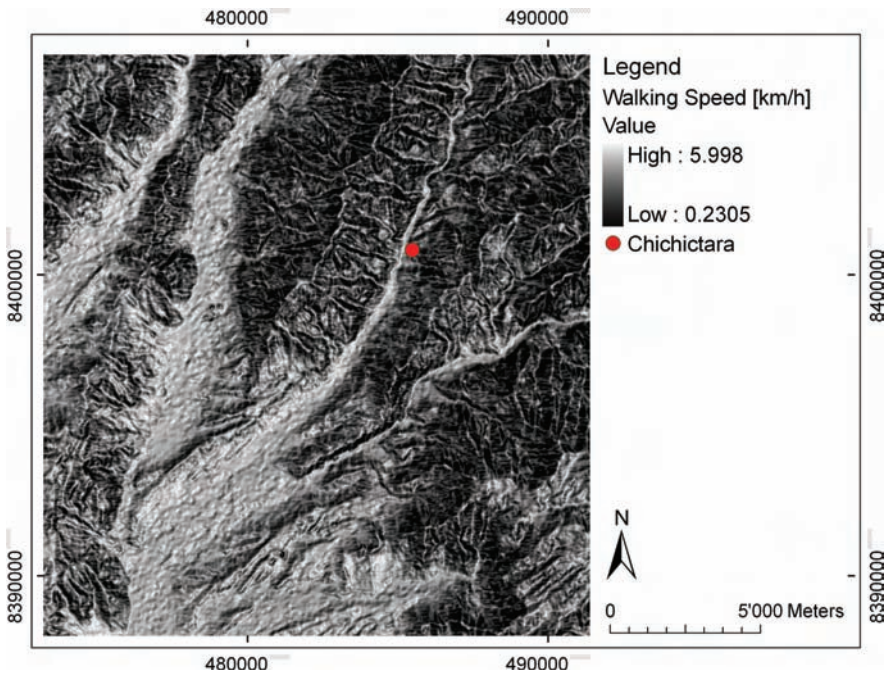 480000 490000
Legend
Walking Speed [km/h]
Value
High : 5.998
Low : 0.2305
Chichictara
8400000 8400000
8390000 8390000
N
0 5'000 Meters
480000 490000